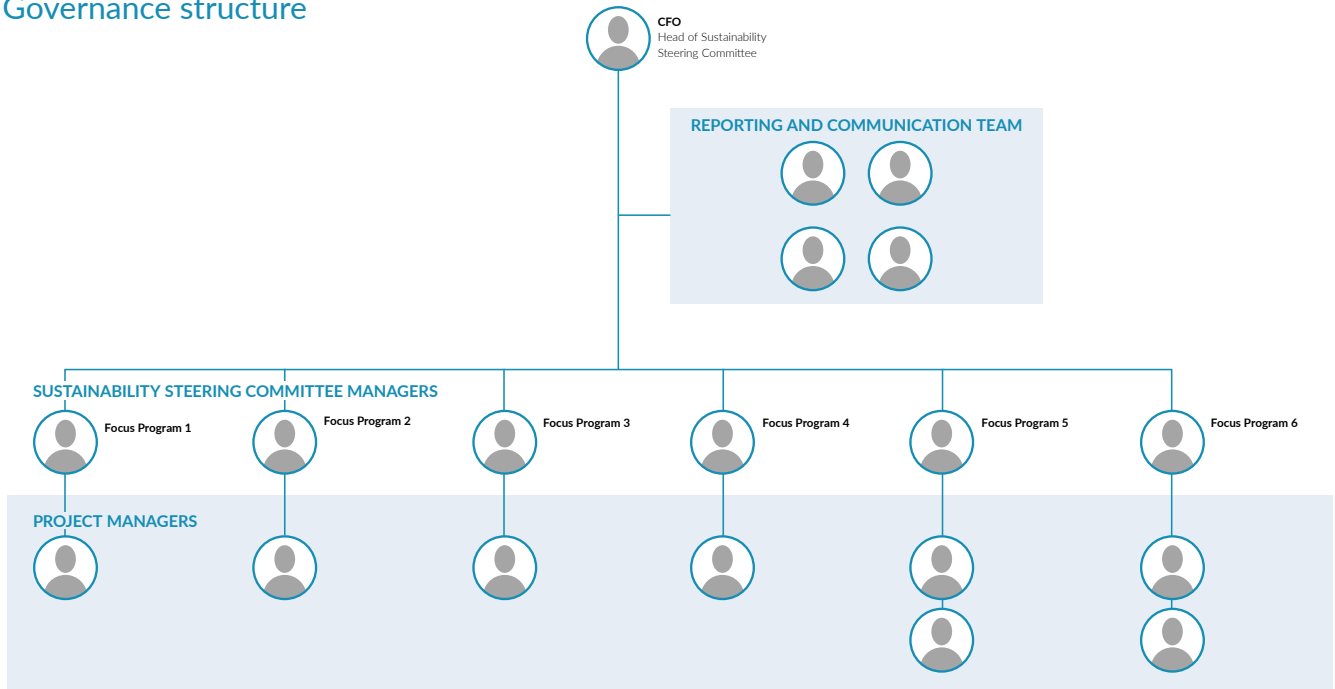 Governance structure
CFO
Head of Sustainability
Steering Committee
REPORTING AND COMMUNICATION TEAM
SUSTAINABILITY STEERING COMMITTEE MANAGERS
Focus Program 1
Focus Program 2
Focus Program 3
Focus Program 4
Focus Program 5
Focus Program 6
PROJECT MANAGERS